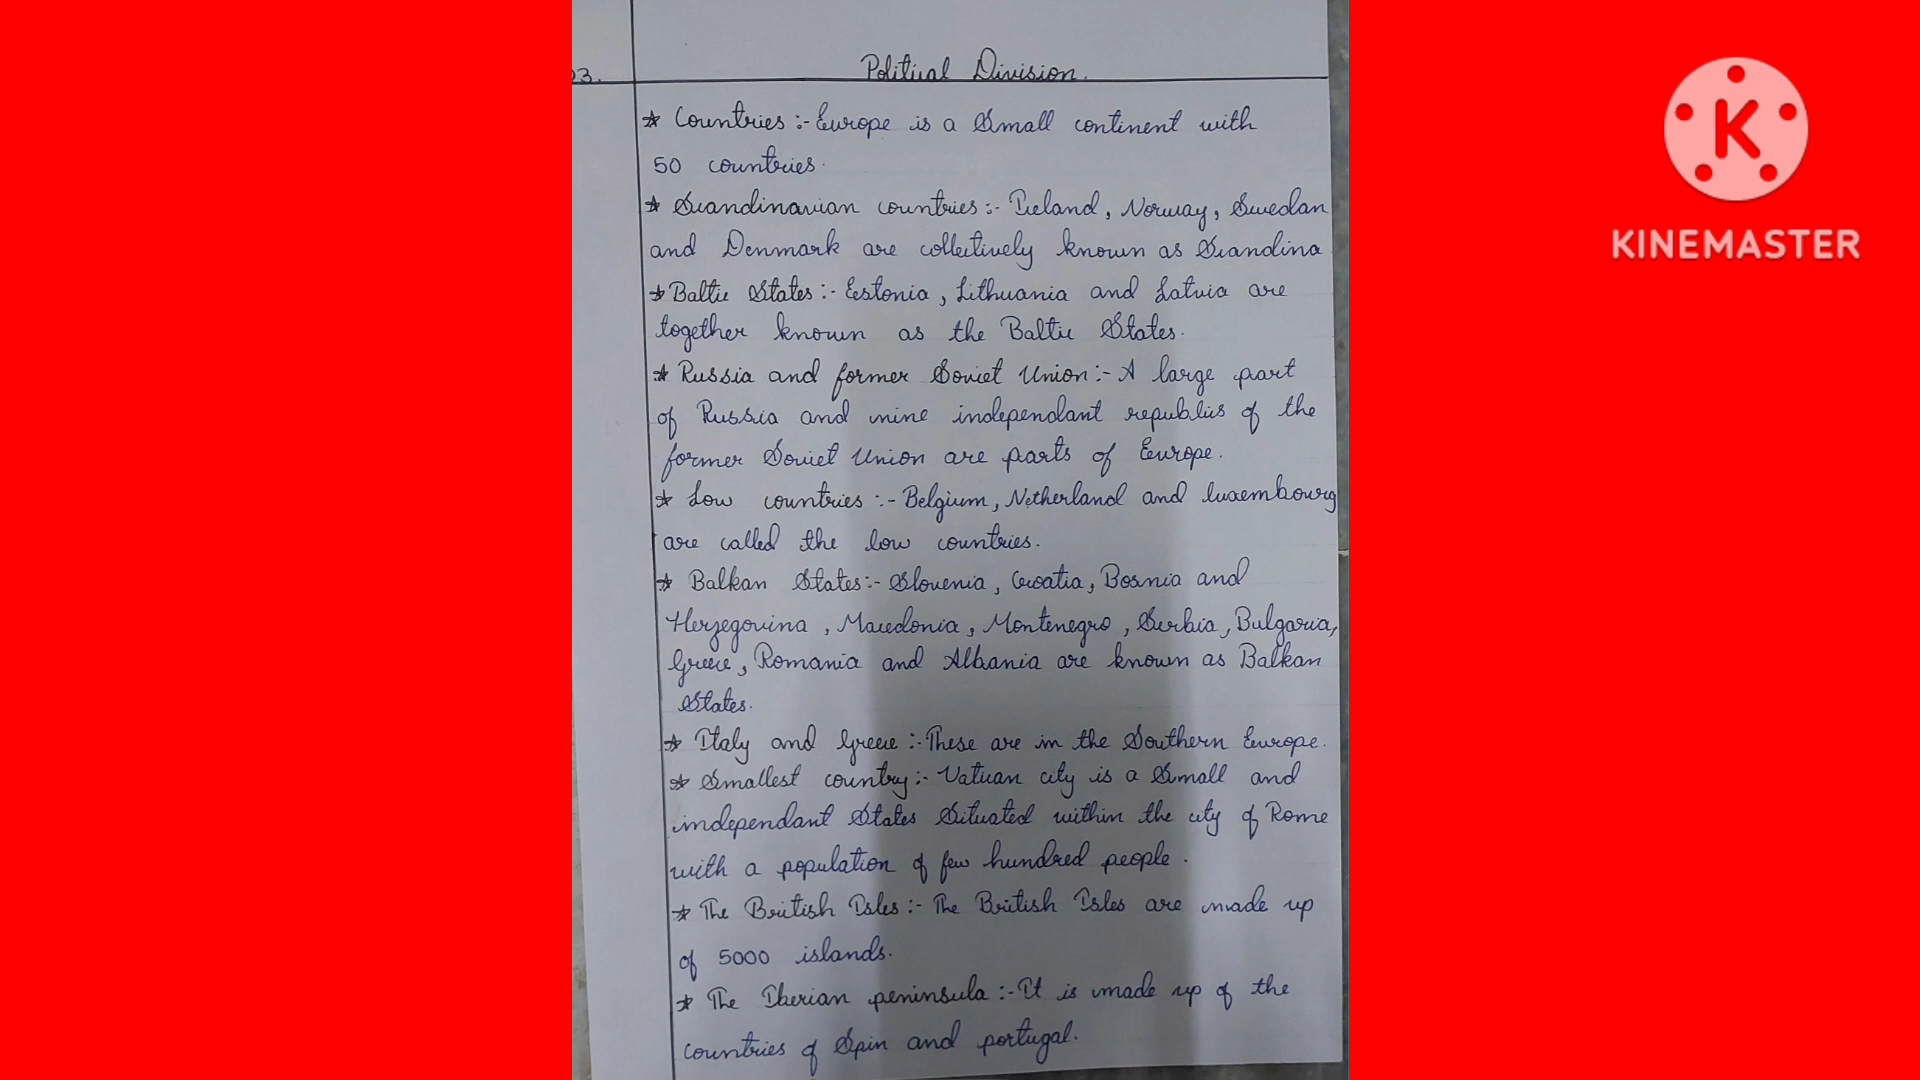 03.
Political Division.
* Countries :- Europe is a Small continent with
50 countries.
* Scandinavian countries :- Iceland, Norway, Swedan
and Denmark are collectively known as Scandina
* Baltic States :- Estonia, Lithuania and Latvia are
together known as the Baltic States.
* Russia and former Soviet Union :- A large part
of Russia and nine independant republics of the
former Soviet Union are parts of Europe.
* Low countries :- Belgium, Netherland and luxembourg
are called the low countries.
* Balkan States :- Slovenia, Croatia, Bosnia and
Herzegovina, Macedonia, Montenegro, Serbia, Bulgaria,
Greece, Romania and Albania are known as Balkan
States.
* Italy and Greece :- These are in the Southern Europe.
* Smallest country :- Vatican city is a Small and
independant States Situated within the city of Rome
with a population of few hundred people.
* The British Isles :- The British Isles are made up
of 5000 islands.
* The Iberian peninsula :- It is made up of the
countries of Spin and portugal.
K
KINEMASTER